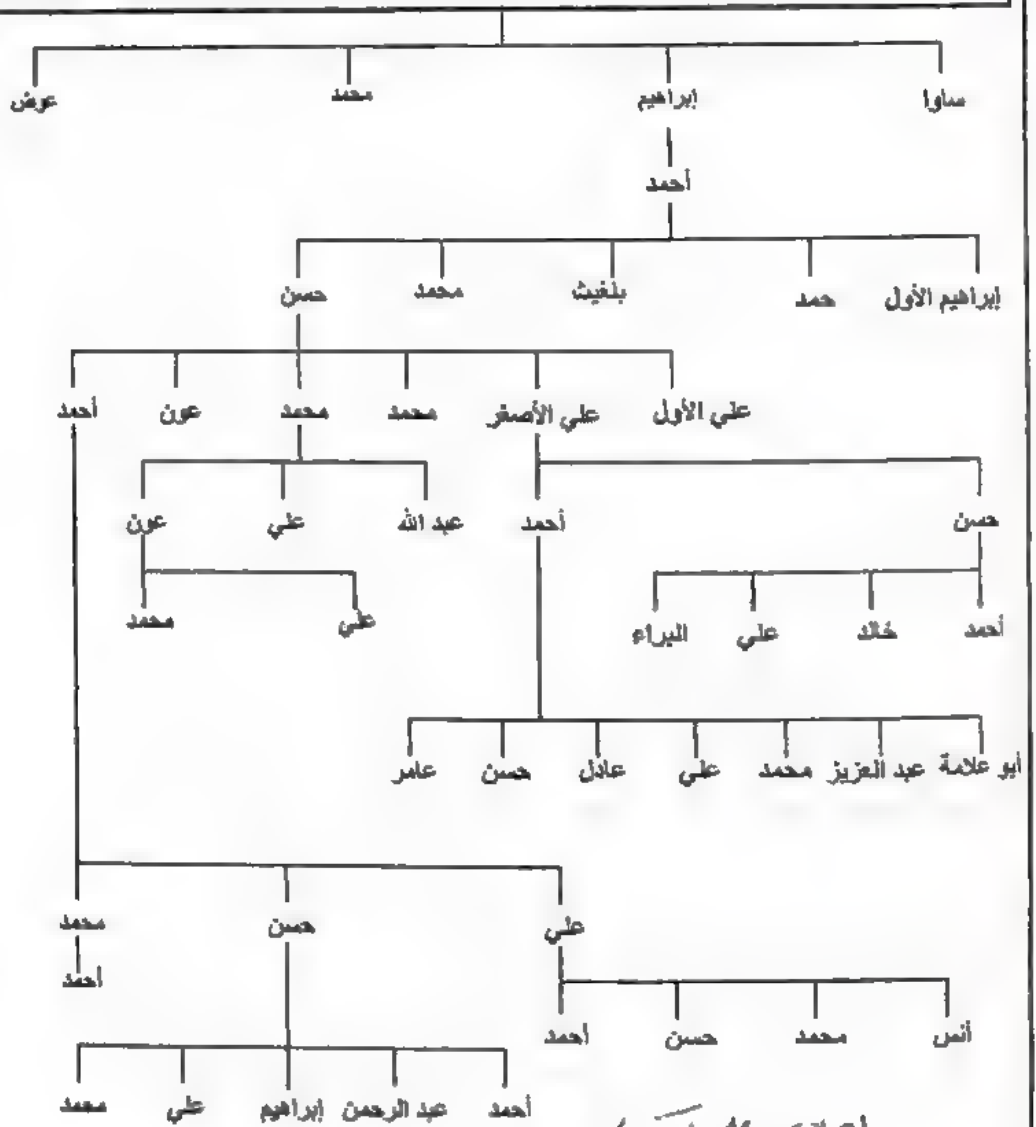 ساوا إبراهيم محمد عوض
أحمد
إبراهيم الأول حمد بلغيث محمد حسن
علي الأول علي الأصغر محمد محمد عون أحمد
حسن أحمد عبد الله علي عون
أحمد خالد علي البراء علي محمد
أبو علامة عبد العزيز محمد علي عادل حسن عامر
علي حسن محمد
أحمد
أنس محمد حسن أحمد
أحمد عبد الرحمن إبراهيم علي محمد